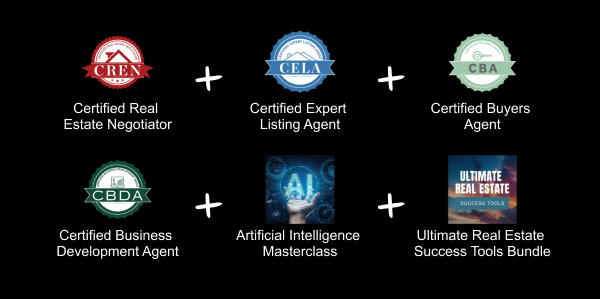 CREN
CELA
CBA
Certified Real
Estate Negotiator
Certified Expert
Listing Agent
Certified Buyers
Agent
CBDA
AI
ULTIMATE
REAL ESTATE
SUCCESS TOOLS
Certified Business
Development Agent
Artificial Intelligence
Masterclass
Ultimate Real Estate
Success Tools Bundle